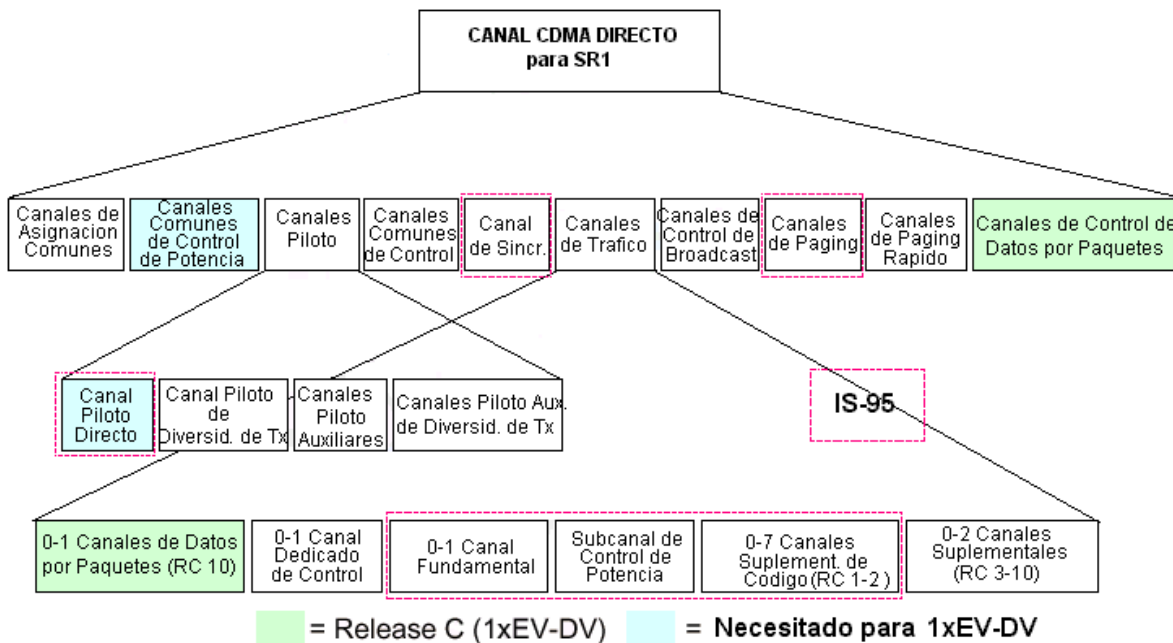 CANAL CDMA DIRECTO
para SR1
Canales de
Asignacion
Comunes
Canales
Comunes
de Control
de Potencia
Canales
Piloto
Canales
Comunes
de Control
Canal
de Sincr.
Canales
de Trafico
Canales de
Control de
Broadcast
Canales
de Paging
Canales
de Paging
Rapido
Canales de Control de
Datos por Paquetes
Canal
Piloto
Directo
Canal Piloto
de
Diversid. de Tx
Canales
Piloto
Auxiliares
Canales Piloto Aux.
de Diversid. de Tx
IS-95
0-1 Canales de Datos
por Paquetes (RC 10)
0-1 Canal
Dedicado
de Control
0-1 Canal
Fundamental
Subcanal de
Control de
Potencia
0-7 Canales
Suplement. de
Codigo (RC 1-2 )
0-2 Canales
Suplementales
(RC 3-10)
= Release C (1xEV-DV)
= Necesitado para 1xEV-DV